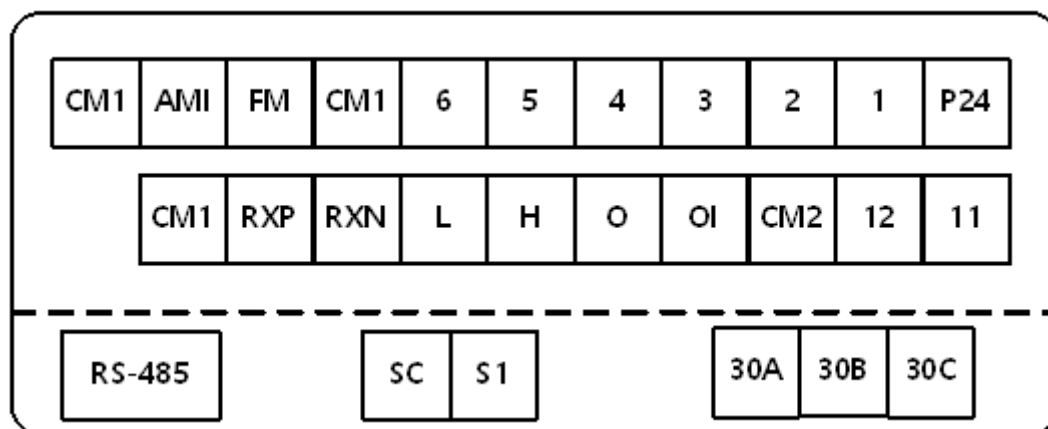 CM1 AMI FM CM1 6 5 4 3 2 1 P24
CM1 RXP RXN L H O OI CM2 12 11
RS-485 SC S1 30A 30B 30C